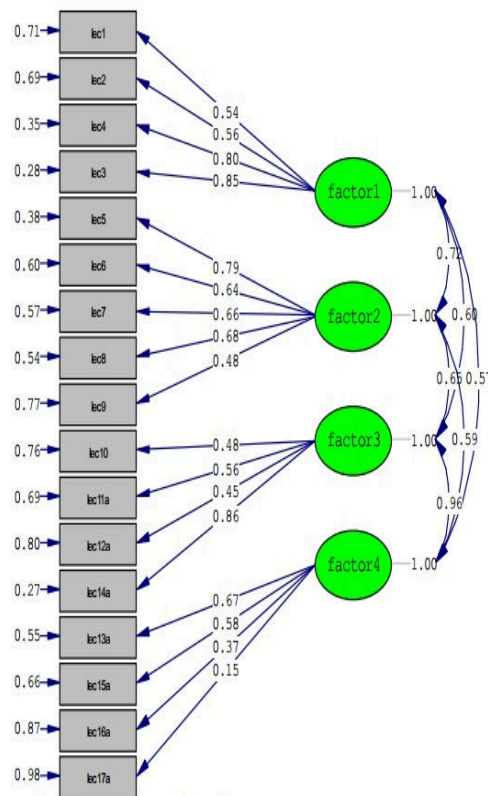 0.71 lec1
0.69 lec2
0.35 lec4
0.28 lec3
0.38 lec5
0.60 lec6
0.57 lec7
0.54 lec8
0.77 lec9
0.76 lec10
0.69 lec11a
0.80 lec12a
0.27 lec14a
0.55 lec13a
0.66 lec15a
0.87 lec16a
0.98 lec17a
0.54
0.56
0.80
0.85
0.79
0.64
0.66
0.68
0.48
0.48
0.56
0.45
0.86
0.67
0.58
0.37
0.15
factor1 1.00
factor2 1.00
factor3 1.00
factor4 1.00
0.72
0.60
0.57
0.65
0.59
0.96